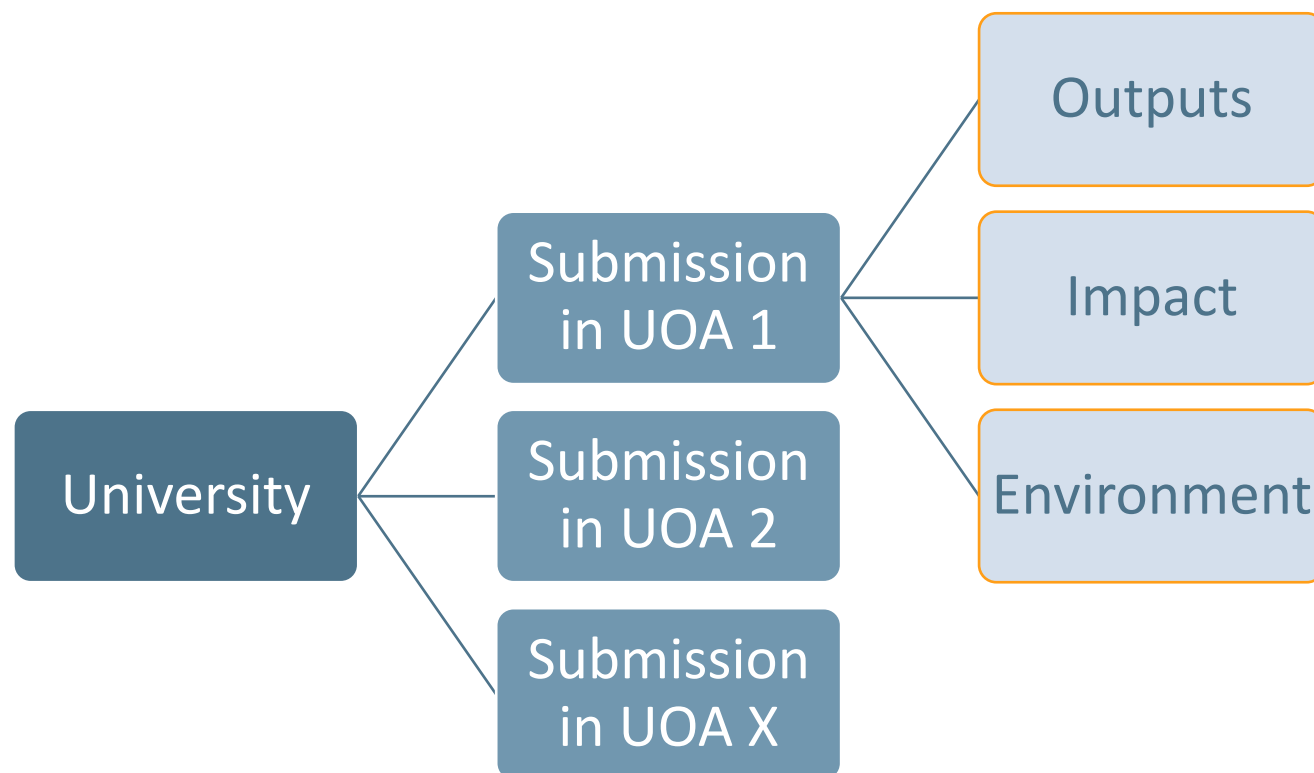 University
Submission
in UOA 1
Submission
in UOA 2
Submission
in UOA X
Outputs
Impact
Environment